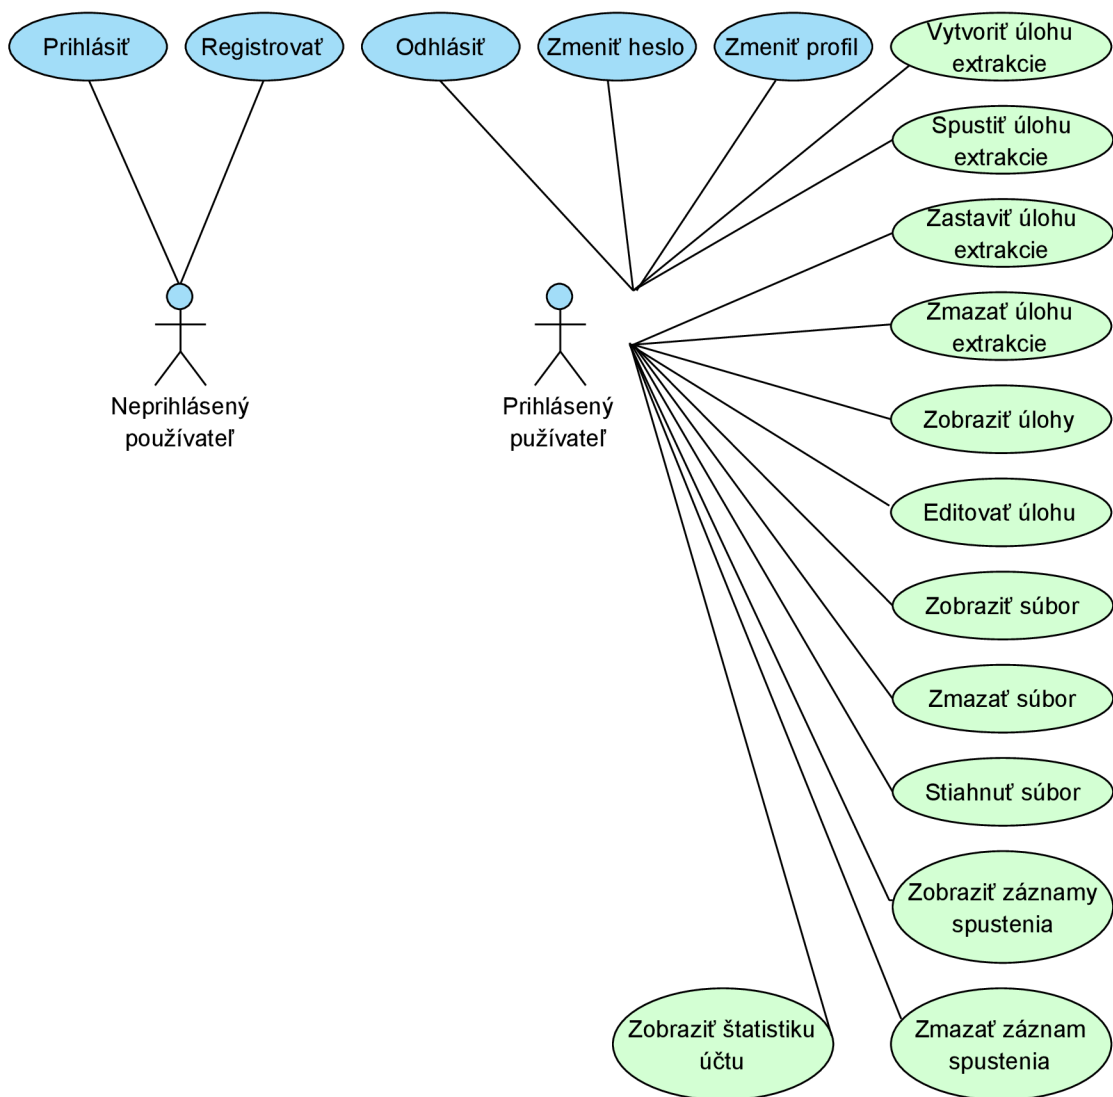 Prihlásiť
Registrovať
Odhlásiť
Zmeniť heslo
Zmeniť profil
Vytvoriť úlohu
extrakcie
Spustiť úlohu
extrakcie
Zastaviť úlohu
extrakcie
Zmazať úlohu
extrakcie
Neprihlásený
používateľ
Prihlásený
pužívateľ
Zobraziť úlohy
Editovať úlohu
Zobraziť súbor
Zmazať súbor
Stiahnuť súbor
Zobraziť záznamy
spustenia
Zobraziť štatistiku
účtu
Zmazať záznam
spustenia